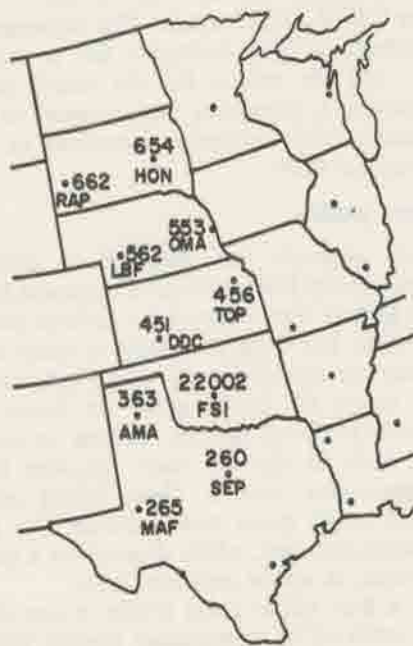 654
HON
662
RAP
553
OMA
562
LBF
456
TOP
451
DDC
22002
FSI
363
AMA
260
SEP
265
MAF